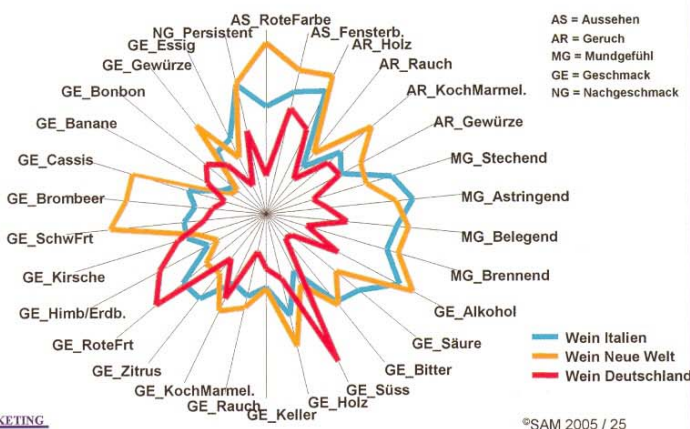 AS_RoteFarbe
AS_Fensterb.
AR_Holz
AR_Rauch
AR_KochMarmel.
AR_Gewürze
MG_Stechend
MG_Astringend
MG_Belegend
MG_Brennend
GE_Alkohol
GE_Säure
GE_Bitter
GE_Süss
GE_Holz
GE_Keller
GE_Rauch
GE_KochMarmel.
GE_Zitrus
GE_RoteFrt
GE_Himb/Erdb.
GE_Kirsche
GE_SchwFrt
GE_Brombeer
GE_Cassis
GE_Banane
GE_Bonbon
GE_Gewürze
GE_Essig
NG_Persistent
AS = Aussehen
AR = Geruch
MG = Mundgefühl
GE = Geschmack
NG = Nachgeschmack
Wein Italien
Wein Neue Welt
Wein Deutschland
KETING
©SAM 2005 / 25